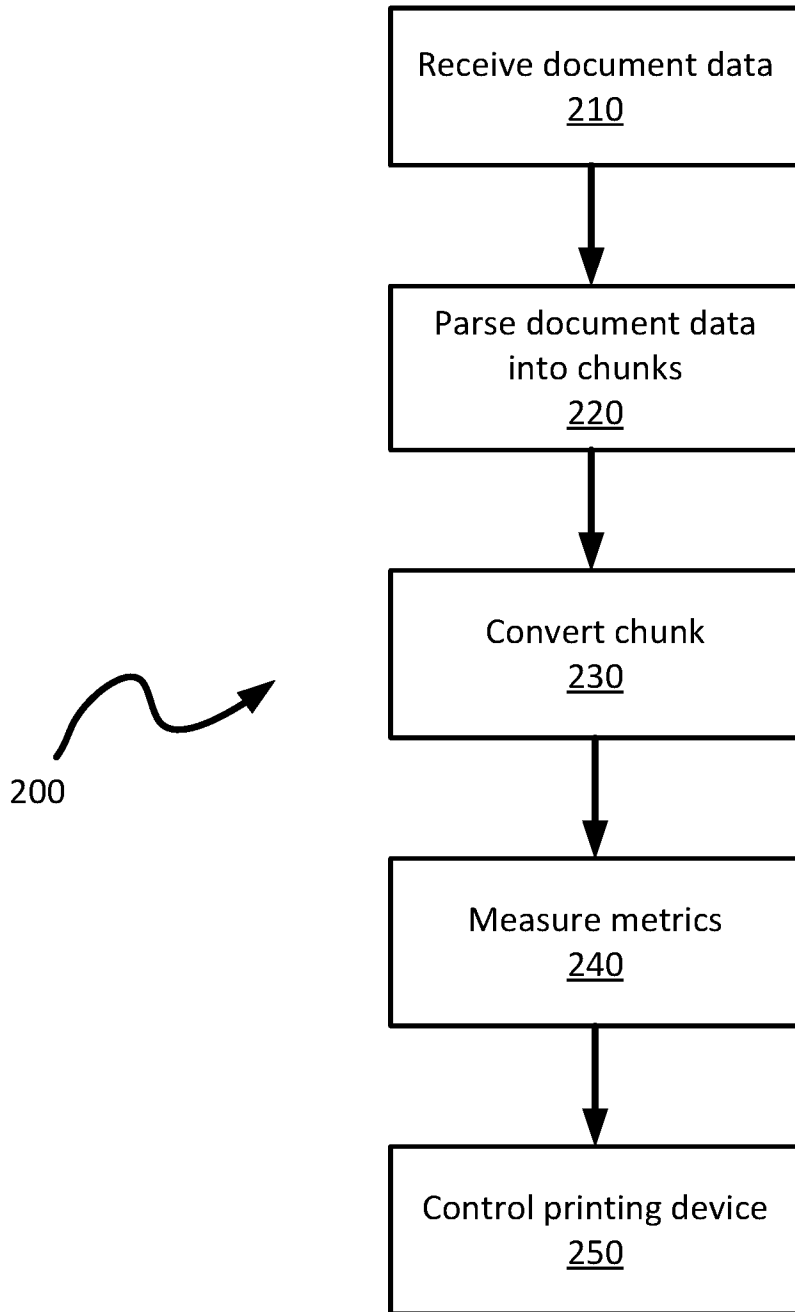 Receive document data
210
Parse document data
into chunks
220
Convert chunk
230
200
Measure metrics
240
Control printing device
250